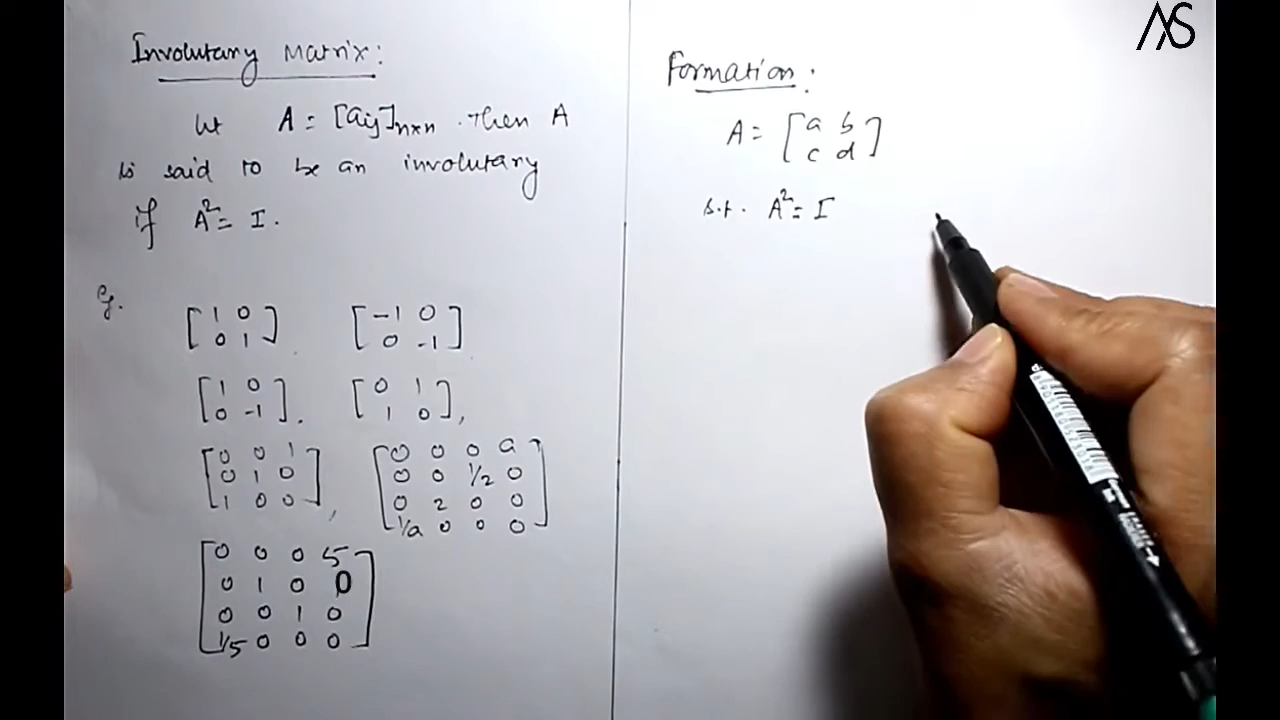 Involutary Matrix:
Let A = [aij]n×n . Then A
is said to be an involutary
if A² = I.
eg.
[1 0
0 1] . [-1 0
0 -1]
[1 0
0 -1] . [0 1
1 0] ,
[0 0 1
0 1 0
1 0 0] , [0 0 0 a
0 0 1/2 0
0 2 0 0
1/a 0 0 0]
[0 0 0 5
0 1 0 0
0 0 1 0
1/5 0 0 0]
Formation:
A = [a b
c d]
s.t. A² = I
NS